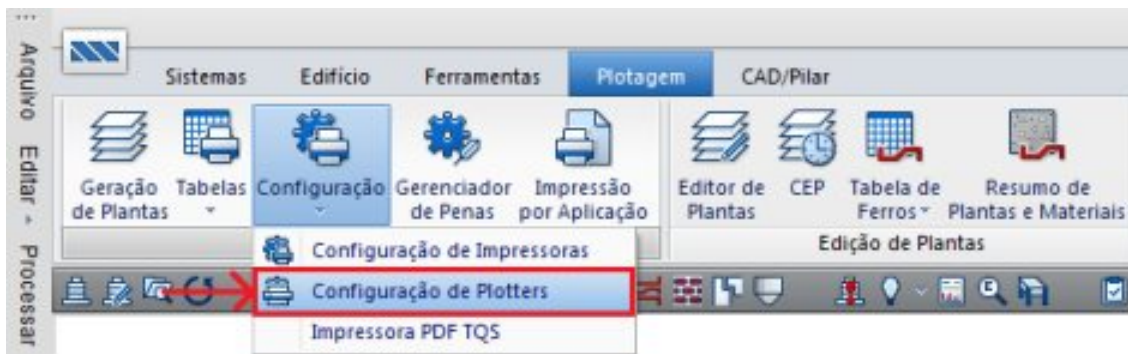 Arquivo Editar Processar
Sistemas Edifício Ferramentas Plotagem CAD/Pilar
Geração de Plantas
Tabelas
Configuração
Gerenciador de Penas
Impressão por Aplicação
Editor de Plantas
CEP
Tabela de Ferros
Resumo de Plantas e Materiais
Edição de Plantas
Configuração de Impressoras
Configuração de Plotters
Impressora PDF TQS